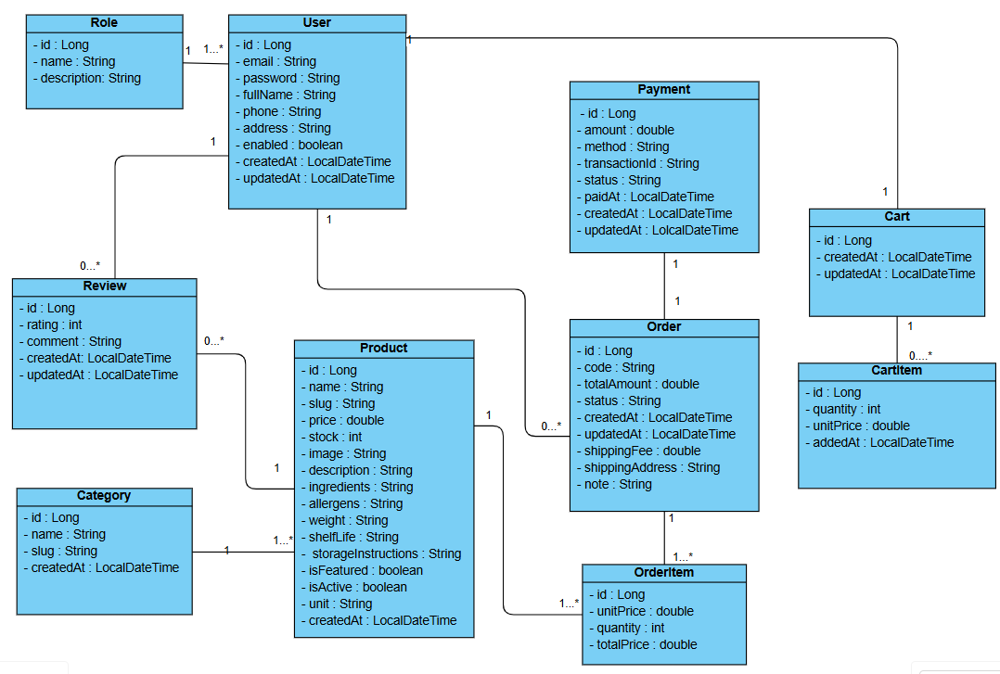 Role
- id : Long
- name : String
- description: String
1
1...*
User
- id : Long
- email : String
- password : String
- fullName : String
- phone : String
- address : String
- enabled : boolean
- createdAt : LocalDateTime
- updatedAt : LocalDateTime
1
1
1
1
Payment
- id : Long
- amount : double
- method : String
- transactionId : String
- status : String
- paidAt : LocalDateTime
- createdAt : LocalDateTime
- updatedAt : LolcalDateTime
1
1
Cart
- id : Long
- createdAt : LocalDateTime
- updatedAt : LocalDateTime
1
0....*
CartItem
- id : Long
- quantity : int
- unitPrice : double
- addedAt : LocalDateTime
0...*
Review
- id : Long
- rating : int
- comment : String
- createdAt: LocalDateTime
- updatedAt : LocalDateTime
0...*
1
Product
- id : Long
- name : String
- slug : String
- price : double
- stock : int
- image : String
- description : String
- ingredients : String
- allergens : String
- weight : String
- shelfLife : String
- storageInstructions : String
- isFeatured : boolean
- isActive : boolean
- unit : String
- createdAt : LocalDateTime
1
0...*
Order
- id : Long
- code : String
- totalAmount : double
- status : String
- createdAt : LocalDateTime
- updatedAt : LocalDateTime
- shippingFee : double
- shippingAddress : String
- note : String
1
1...*
Category
- id : Long
- name : String
- slug : String
- createdAt : LocalDateTime
1
1...*
1...*
OrderItem
- id : Long
- unitPrice : double
- quantity : int
- totalPrice : double